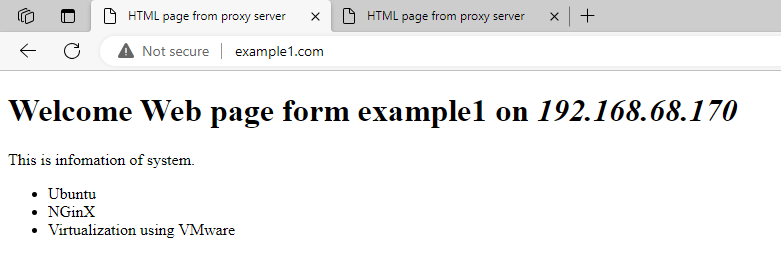 HTML page from proxy server
HTML page from proxy server
Not secure example1.com
Welcome Web page form example1 on 192.168.68.170
This is infomation of system.
Ubuntu
NGinX
Virtualization using VMware